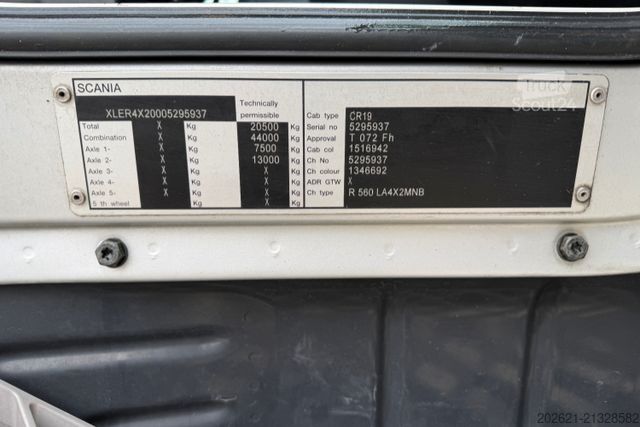 SCANIA
XLER4X20005295937 Technically permissible
Total X Kg 20500 Kg
Combination X Kg 44000 Kg
Axle 1- X Kg 7500 Kg
Axle 2- X Kg 13000 Kg
Axle 3- X Kg X Kg
Axle 4- X Kg X Kg
Axle 5- X Kg X Kg
5 th wheel Kg X Kg
Cab type CR19
Serial no 5295937
Approval T 072 Fh
Cab col 1516942
Ch No 5295937
Ch colour 1346692
ADR GTW X
Ch type R 560 LA4X2MNB
Truck
Scout24
202621-21328582